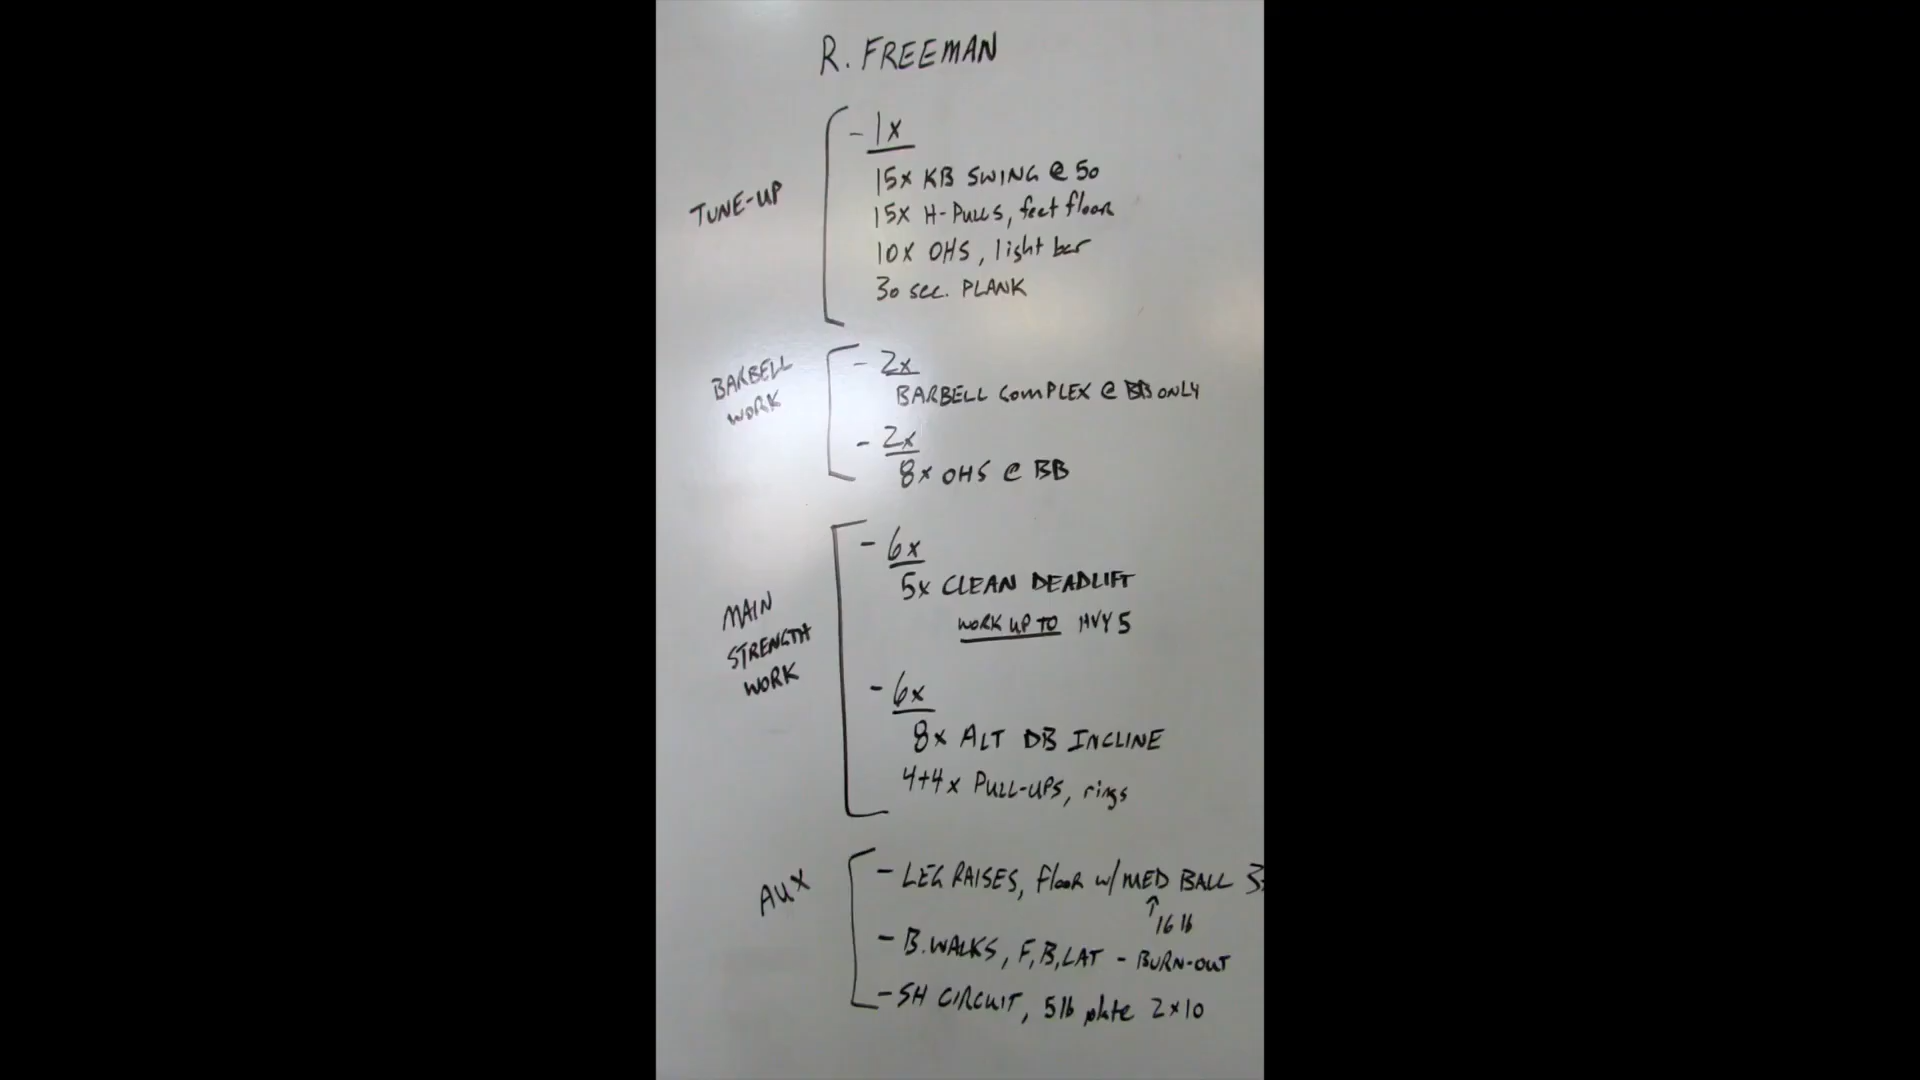 R. FREEMAN
TUNE-UP
- 1x
15x KB SWING @ 50
15x H-PULLS, feet floor
10x OHS, light bar
30 sec. PLANK
BARBELL
WORK
- 2x
BARBELL COMPLEX @ BB ONLY
- 2x
8x OHS @ BB
MAIN
STRENGTH
WORK
- 6x
5x CLEAN DEADLIFT
WORK UP TO HVY 5
- 6x
8x ALT DB INCLINE
4+4x PULL-UPS, rings
AUX
- LEG RAISES, Floor w/ MED BALL
↑ 16 lb
- B. WALKS, F, B, LAT - BURN-OUT
- SH CIRCUIT, 5 lb plate 2x10